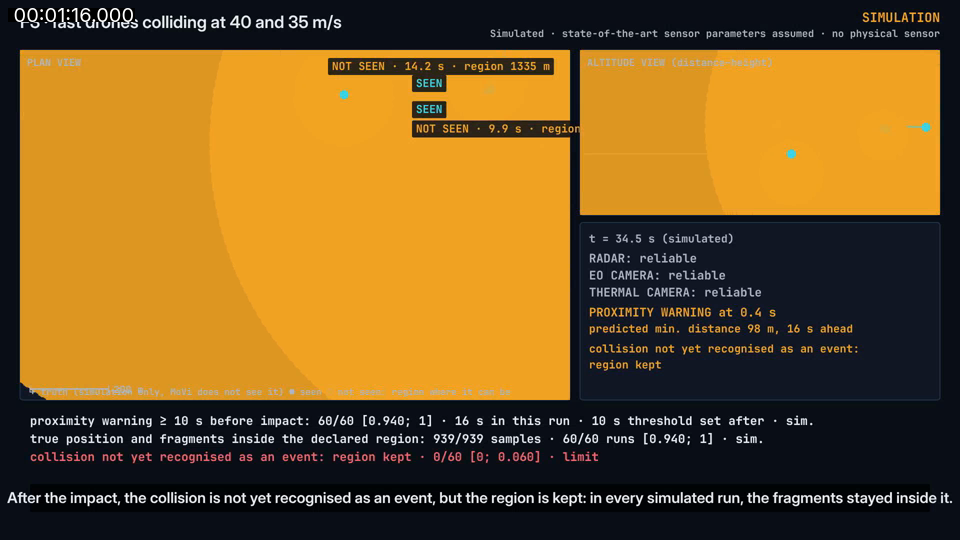 00:01:16.000
fast drones colliding at 40 and 35 m/s
SIMULATION
Simulated · state-of-the-art sensor parameters assumed · no physical sensor
PLAN VIEW
NOT SEEN · 14.2 s · region 1335 m
SEEN
SEEN
NOT SEEN · 9.9 s · region
ALTITUDE VIEW (distance-height)
t = 34.5 s (simulated)
RADAR: reliable
EO CAMERA: reliable
THERMAL CAMERA: reliable
PROXIMITY WARNING at 0.4 s
predicted min. distance 98 m, 16 s ahead
collision not yet recognised as an event:
region kept
proximity warning ≥ 10 s before impact: 60/60 [0.940; 1] · 16 s in this run · 10 s threshold set after · sim.
true position and fragments inside the declared region: 939/939 samples · 60/60 runs [0.940; 1] · sim.
collision not yet recognised as an event: region kept · 0/60 [0; 0.060] · limit
After the impact, the collision is not yet recognised as an event, but the region is kept: in every simulated run, the fragments stayed inside it.